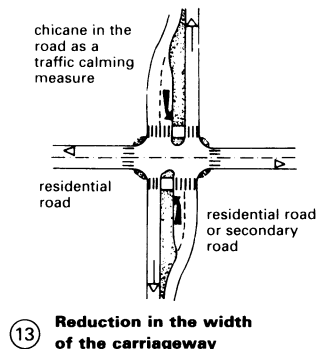 chicane in the
road as a
traffic calming
measure
residential
road
residential road
or secondary
road
13 Reduction in the width
of the carriageway